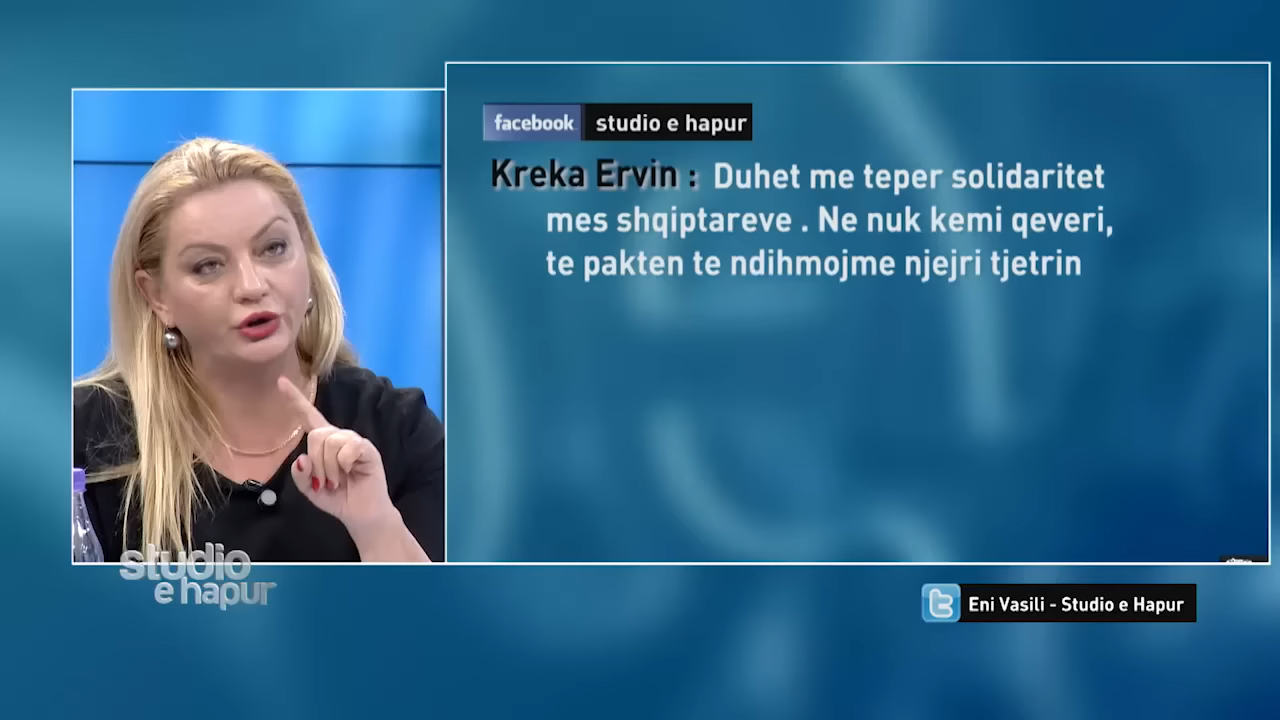 facebook studio e hapur
Kreka Ervin : Duhet me teper solidaritet
mes shqiptareve . Ne nuk kemi qeveri,
te pakten te ndihmojme njejri tjetrin
studio
e hapur
Eni Vasili - Studio e Hapur